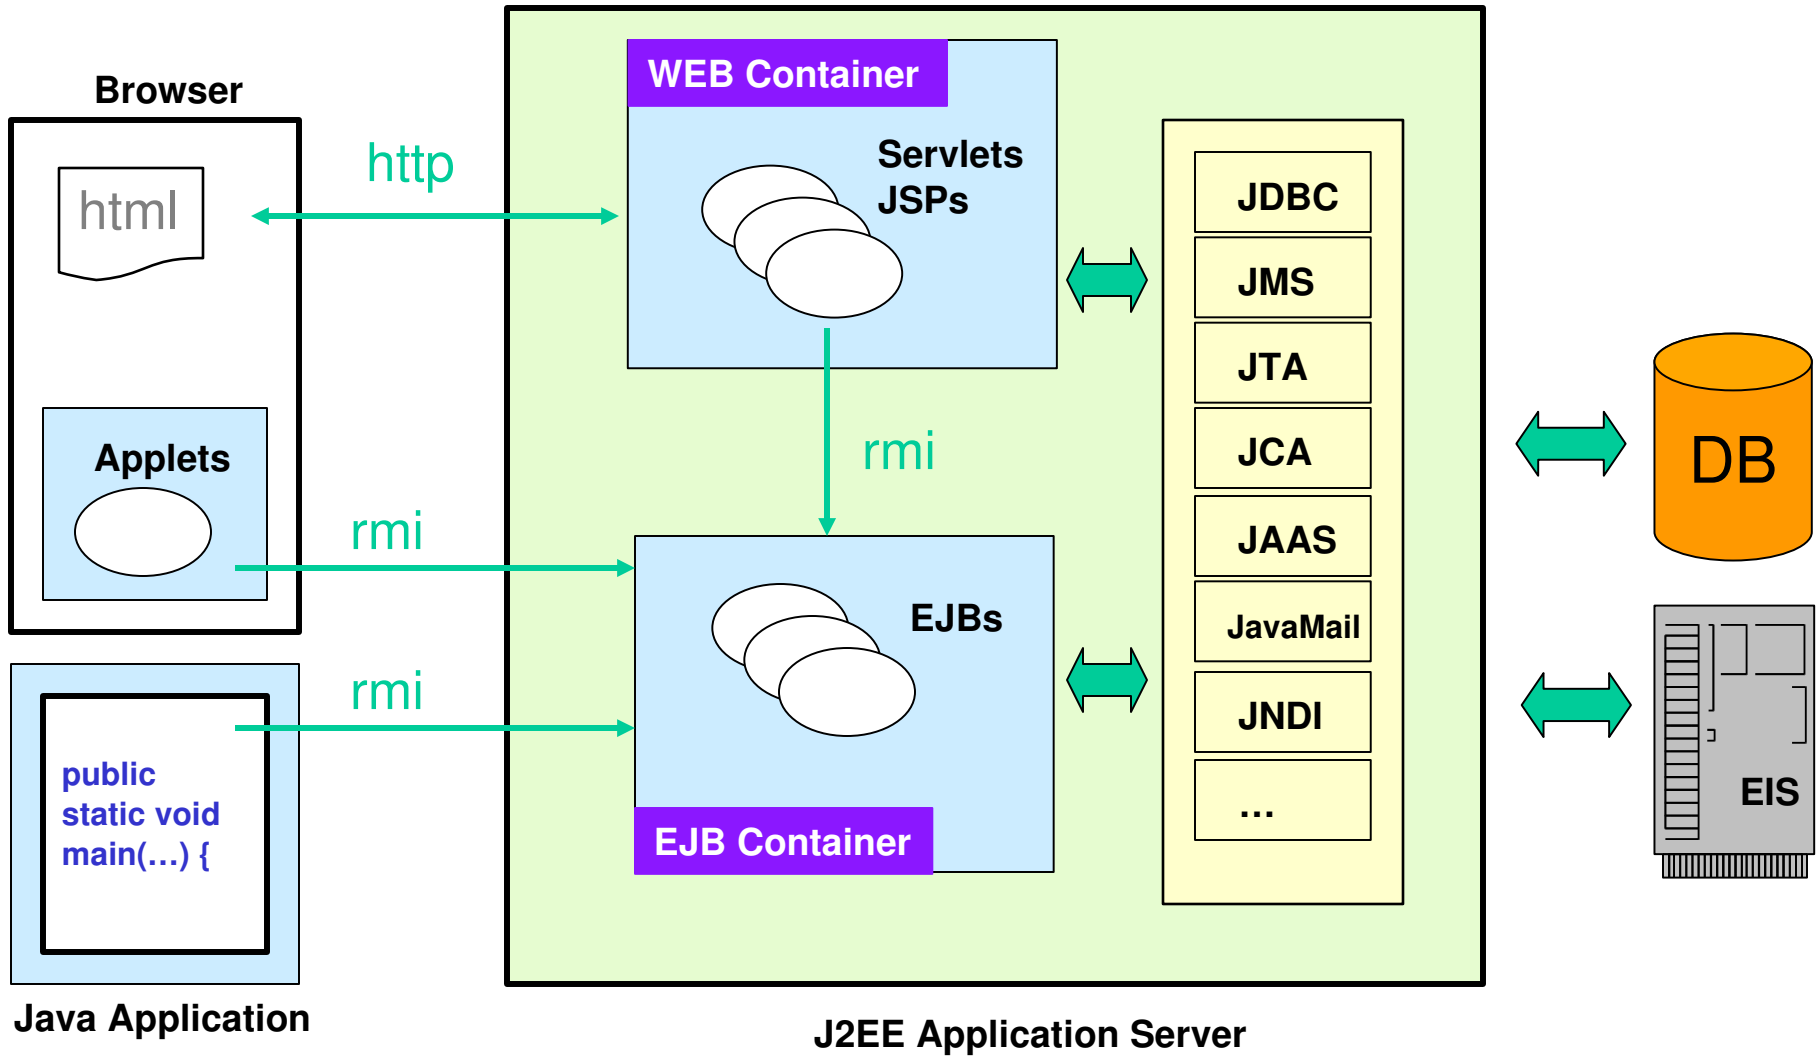 Browser
html
Applets
public
static void
main(…) {
Java Application
http
rmi
rmi
WEB Container
Servlets
JSPs
rmi
EJBs
EJB Container
JDBC
JMS
JTA
JCA
JAAS
JavaMail
JNDI
…
J2EE Application Server
DB
EIS